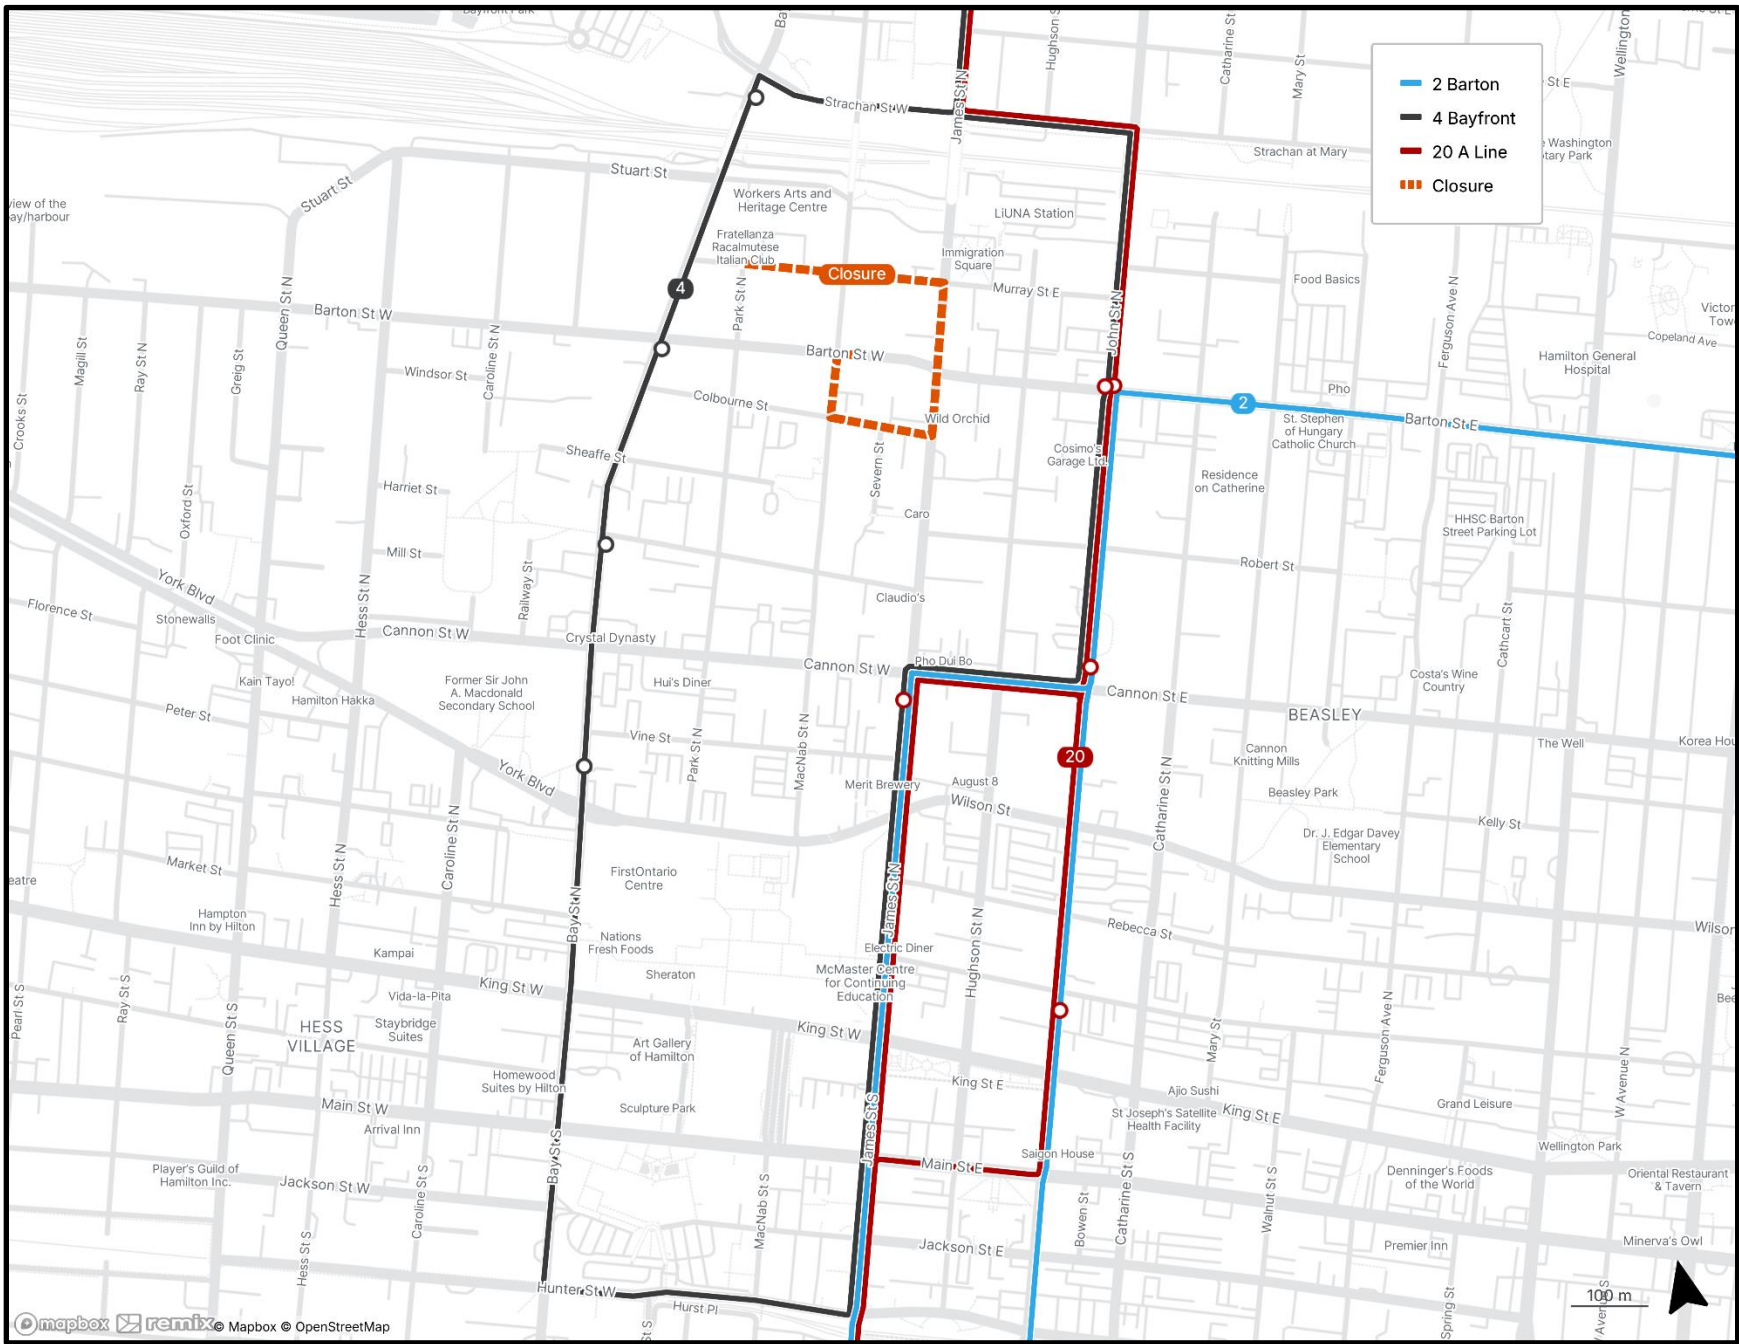 Bayfront Park
Hughson S
Catharine St
Mary St
Wellington
James St N
Strachan St W
St E
2 Barton
4 Bayfront
20 A Line
Closure
Strachan at Mary
Washington
tary Park
Stuart St
Stuart St
Workers Arts and
Heritage Centre
LiUNA Station
view of the
ay/harbour
Fratellanza
Racalmutese
Italian Club
Immigration
Square
Closure
Food Basics
4
Murray St E
Queen St N
Park St N
John St N
Ferguson Ave N
Victor
Tow
Copeland Ave
Barton St W
Barton St W
Magill St
Ray St N
Greig St
Caroline St N
Hamilton General
Hospital
Windsor St
Colbourne St
Pho
2
Barton St E
Crooks St
Wild Orchid
St. Stephen
of Hungary
Catholic Church
Sheaffe St
Severn St
Cosimo's
Garage Ltd.
Residence
on Catherine
Harriet St
Oxford St
Caro
HHSC Barton
Street Parking Lot
Mill St
Robert St
York Blvd
Railway St
Hess St N
Claudio's
Cathcart St
Florence St
Stonewalls
Foot Clinic
Cannon St W
Crystal Dynasty
Cannon St W
Pho Dui Bo
Kain Tayo!
Hamilton Hakka
Former Sir John
A. Macdonald
Secondary School
Hui's Diner
Cannon St E
Costa's Wine
Country
Peter St
BEASLEY
Vine St
Park St N
MacNab St N
20
Cannon
Knitting Mills
The Well
Korea Hou
York Blvd
Merit Brewery
August 8
Wilson St
Catharine St N
Beasley Park
Caroline St N
Kelly St
Dr. J. Edgar Davey
Elementary
School
Market St
Hess St N
FirstOntario
Centre
James St N
eatre
Hampton
Inn by Hilton
Bay St N
Hughson St N
Rebecca St
Wilson
Nations
Fresh Foods
Electric Diner
Kampai
Sheraton
McMaster Centre
for Continuing
Education
King St W
Pearl St S
Ray St S
Queen St S
Vida-la-Pita
Bee
HESS
VILLAGE
Staybridge
Suites
King St W
Art Gallery
of Hamilton
Mary St
Ferguson Ave N
W Avenue N
Homewood
Suites by Hilton
King St E
Ajio Sushi
Main St W
Sculpture Park
St Joseph's Satellite
Health Facility
King St E
Grand Leisure
Arrival Inn
James St S
Wellington Park
Player's Guild of
Hamilton Inc.
Bay St S
Main St E
Saigon House
Denninger's Foods
of the World
Oriental Restaurant
& Tavern
Jackson St W
Caroline St S
MacNab St S
Bowen St
Catharine St S
Walnut St S
Hess St S
Jackson St E
Premier Inn
Minerva's Owl
Hunter St W
Hurst Pl
100 m
mapbox remix © Mapbox © OpenStreetMap
St S
Spring St
Avenue S